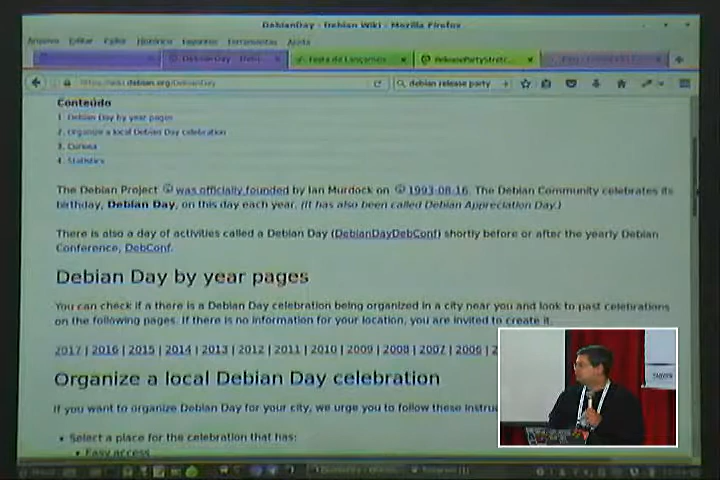 DebianDay - Debian Wiki - Mozilla Firefox
Arquivo Editar Exibir Histórico Favoritos Ferramentas Ajuda
Festa de Lançamento
ReleasePartyStretc...
https://wiki.debian.org/DebianDay
debian release party
Conteúdo
1. Debian Day by year pages
2. Organize a local Debian Day celebration
3. Curiosa
4. Statistics
The Debian Project was officially founded by Ian Murdock on 1993-08-16. The Debian Community celebrates its
birthday, Debian Day, on this day each year. (It has also been called Debian Appreciation Day.)
There is also a day of activities called a Debian Day (DebianDayDebConf) shortly before or after the yearly Debian
Conference, DebConf.
Debian Day by year pages
You can check if a there is a Debian Day celebration being organized in a city near you and look to past celebrations
on the following pages. If there is no information for your location, you are invited to create it.
2017 | 2016 | 2015 | 2014 | 2013 | 2012 | 2011 | 2010 | 2009 | 2008 | 2007 | 2006 | 2
Organize a local Debian Day celebration
If you want to organize Debian Day for your city, we urge you to follow these instruc
• Select a place for the celebration that has:
• Easy access